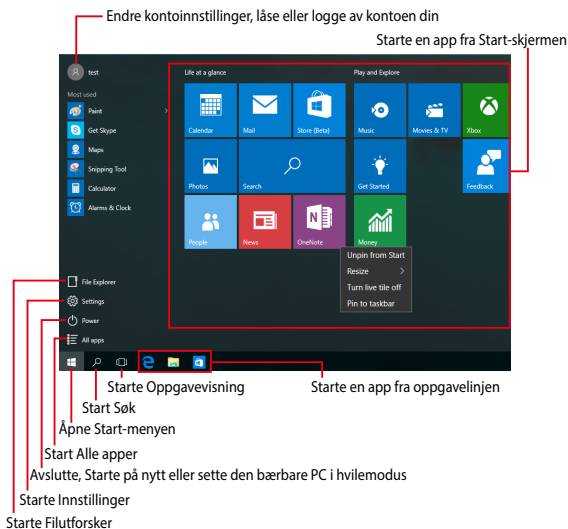 Endre kontoinnstillinger, låse eller logge av kontoen din
Starte en app fra Start-skjermen
test
Most used
Paint
Get Skype
Maps
Snipping Tool
Calculator
Alarms & Clock
File Explorer
Settings
Power
All apps
Life at a glance
Calendar
Mail
Store (Beta)
Photos
Search
People
News
OneNote
Play and Explore
Music
Movies & TV
Xbox
Get Started
Feedback
Money
Unpin from Start
Resize
Turn live tile off
Pin to taskbar
Starte Oppgavevisning
Starte en app fra oppgavelinjen
Start Søk
Åpne Start-menyen
Start Alle apper
Avslutte, Starte på nytt eller sette den bærbare PC i hvilemodus
Starte Innstillinger
Starte Filutforsker